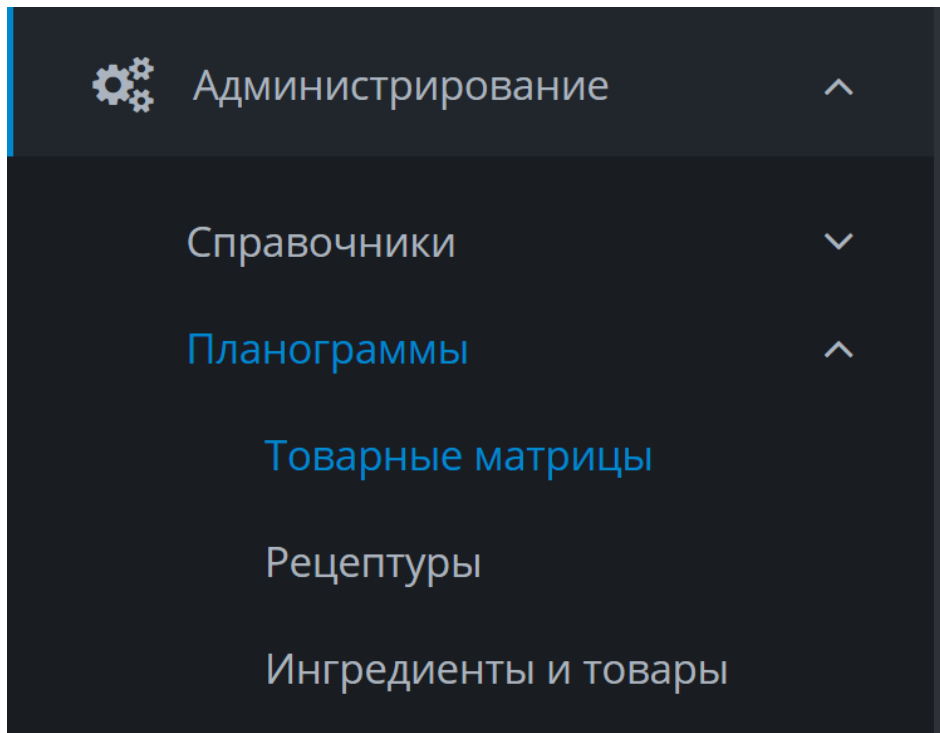 Администрирование
Справочники
Планограммы
Товарные матрицы
Рецептуры
Ингредиенты и товары